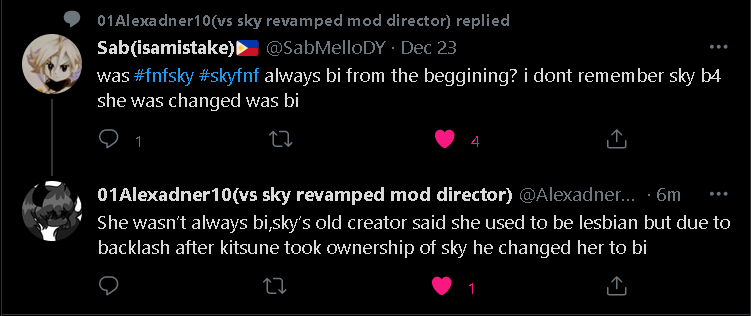 01Alexadner10(vs sky revamped mod director) replied
Sab(isamistake)🇵🇭 @SabMelloDY · Dec 23
was #fnfsky #skyfnf always bi from the beggining? i dont remember sky b4
she was changed was bi
1 4
01Alexadner10(vs sky revamped mod director) @Alexadner... · 6m
She wasn't always bi,sky's old creator said she used to be lesbian but due to
backlash after kitsune took ownership of sky he changed her to bi
1